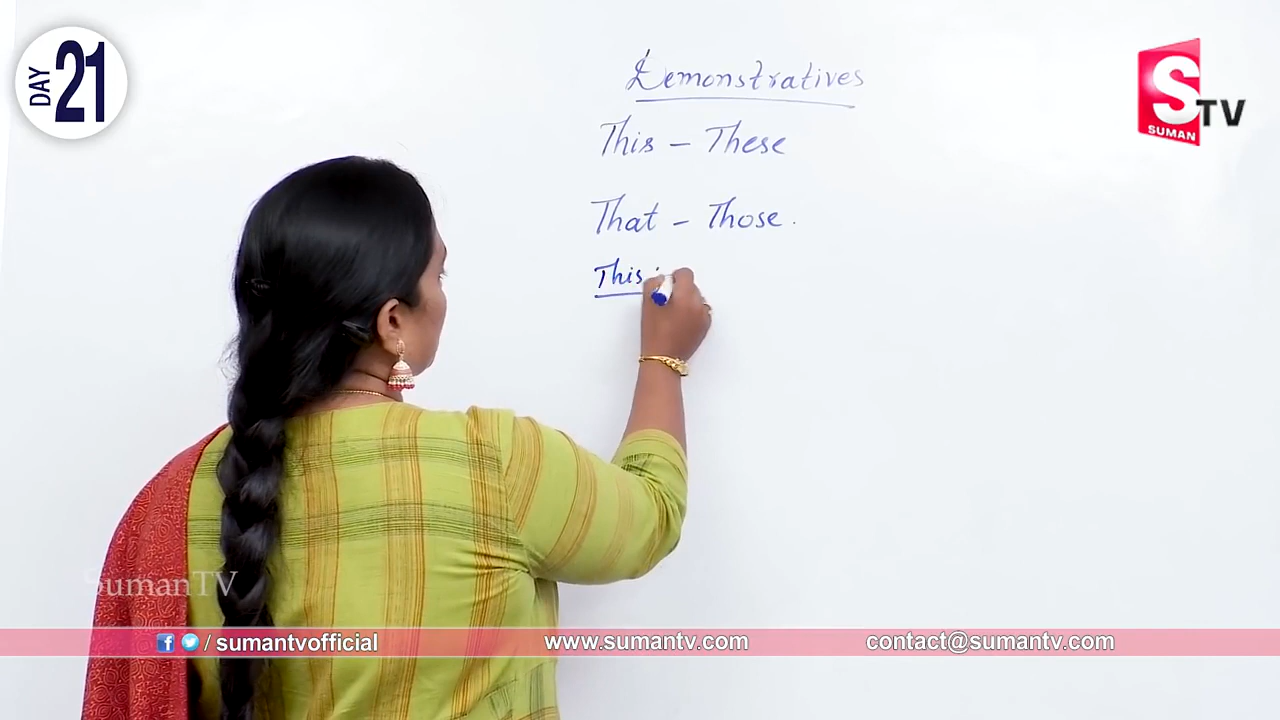 DAY 21
S TV
SUMAN
Demonstratives
This - These
That - Those.
This
SumanTV
/ sumantvofficial
www.sumantv.com
contact@sumantv.com